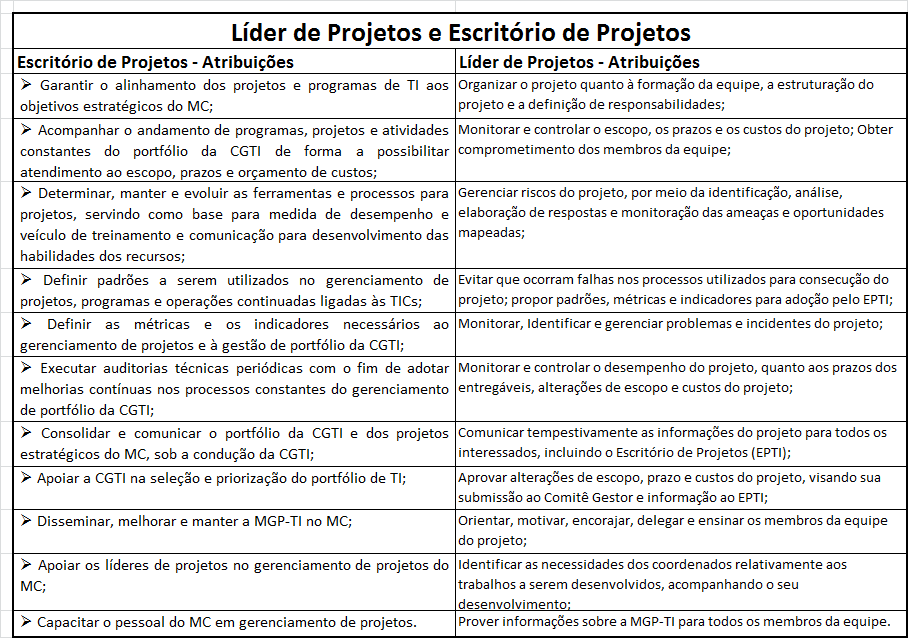 Líder de Projetos e Escritório de Projetos
Escritório de Projetos - Atribuições
Líder de Projetos - Atribuições
➢ Garantir o alinhamento dos projetos e programas de TI aos
objetivos estratégicos do MC;
Organizar o projeto quanto à formação da equipe, a estruturação do
projeto e a definição de responsabilidades;
➢ Acompanhar o andamento de programas, projetos e atividades
constantes do portfólio da CGTI de forma a possibilitar
atendimento ao escopo, prazos e orçamento de custos;
Monitorar e controlar o escopo, os prazos e os custos do projeto; Obter
comprometimento dos membros da equipe;
➢ Determinar, manter e evoluir as ferramentas e processos para
projetos, servindo como base para medida de desempenho e
veículo de treinamento e comunicação para desenvolvimento das
habilidades dos recursos;
Gerenciar riscos do projeto, por meio da identificação, análise,
elaboração de respostas e monitoração das ameaças e oportunidades
mapeadas;
➢ Definir padrões a serem utilizados no gerenciamento de
projetos, programas e operações continuadas ligadas às TICs;
Evitar que ocorram falhas nos processos utilizados para consecução do
projeto; propor padrões, métricas e indicadores para adoção pelo EPTI;
➢ Definir as métricas e os indicadores necessários ao
gerenciamento de projetos e à gestão de portfólio da CGTI;
Monitorar, Identificar e gerenciar problemas e incidentes do projeto;
➢ Executar auditorias técnicas periódicas com o fim de adotar
melhorias contínuas nos processos constantes do gerenciamento
de portfólio da CGTI;
Monitorar e controlar o desempenho do projeto, quanto aos prazos dos
entregáveis, alterações de escopo e custos do projeto;
➢ Consolidar e comunicar o portfólio da CGTI e dos projetos
estratégicos do MC, sob a condução da CGTI;
Comunicar tempestivamente as informações do projeto para todos os
interessados, incluindo o Escritório de Projetos (EPTI);
➢ Apoiar a CGTI na seleção e priorização do portfólio de TI;
Aprovar alterações de escopo, prazo e custos do projeto, visando sua
submissão ao Comitê Gestor e informação ao EPTI;
➢ Disseminar, melhorar e manter a MGP-TI no MC;
Orientar, motivar, encorajar, delegar e ensinar os membros da equipe
do projeto;
➢ Apoiar os líderes de projetos no gerenciamento de projetos do
MC;
Identificar as necessidades dos coordenados relativamente aos
trabalhos a serem desenvolvidos, acompanhando o seu
desenvolvimento;
➢ Capacitar o pessoal do MC em gerenciamento de projetos.
Prover informações sobre a MGP-TI para todos os membros da equipe.